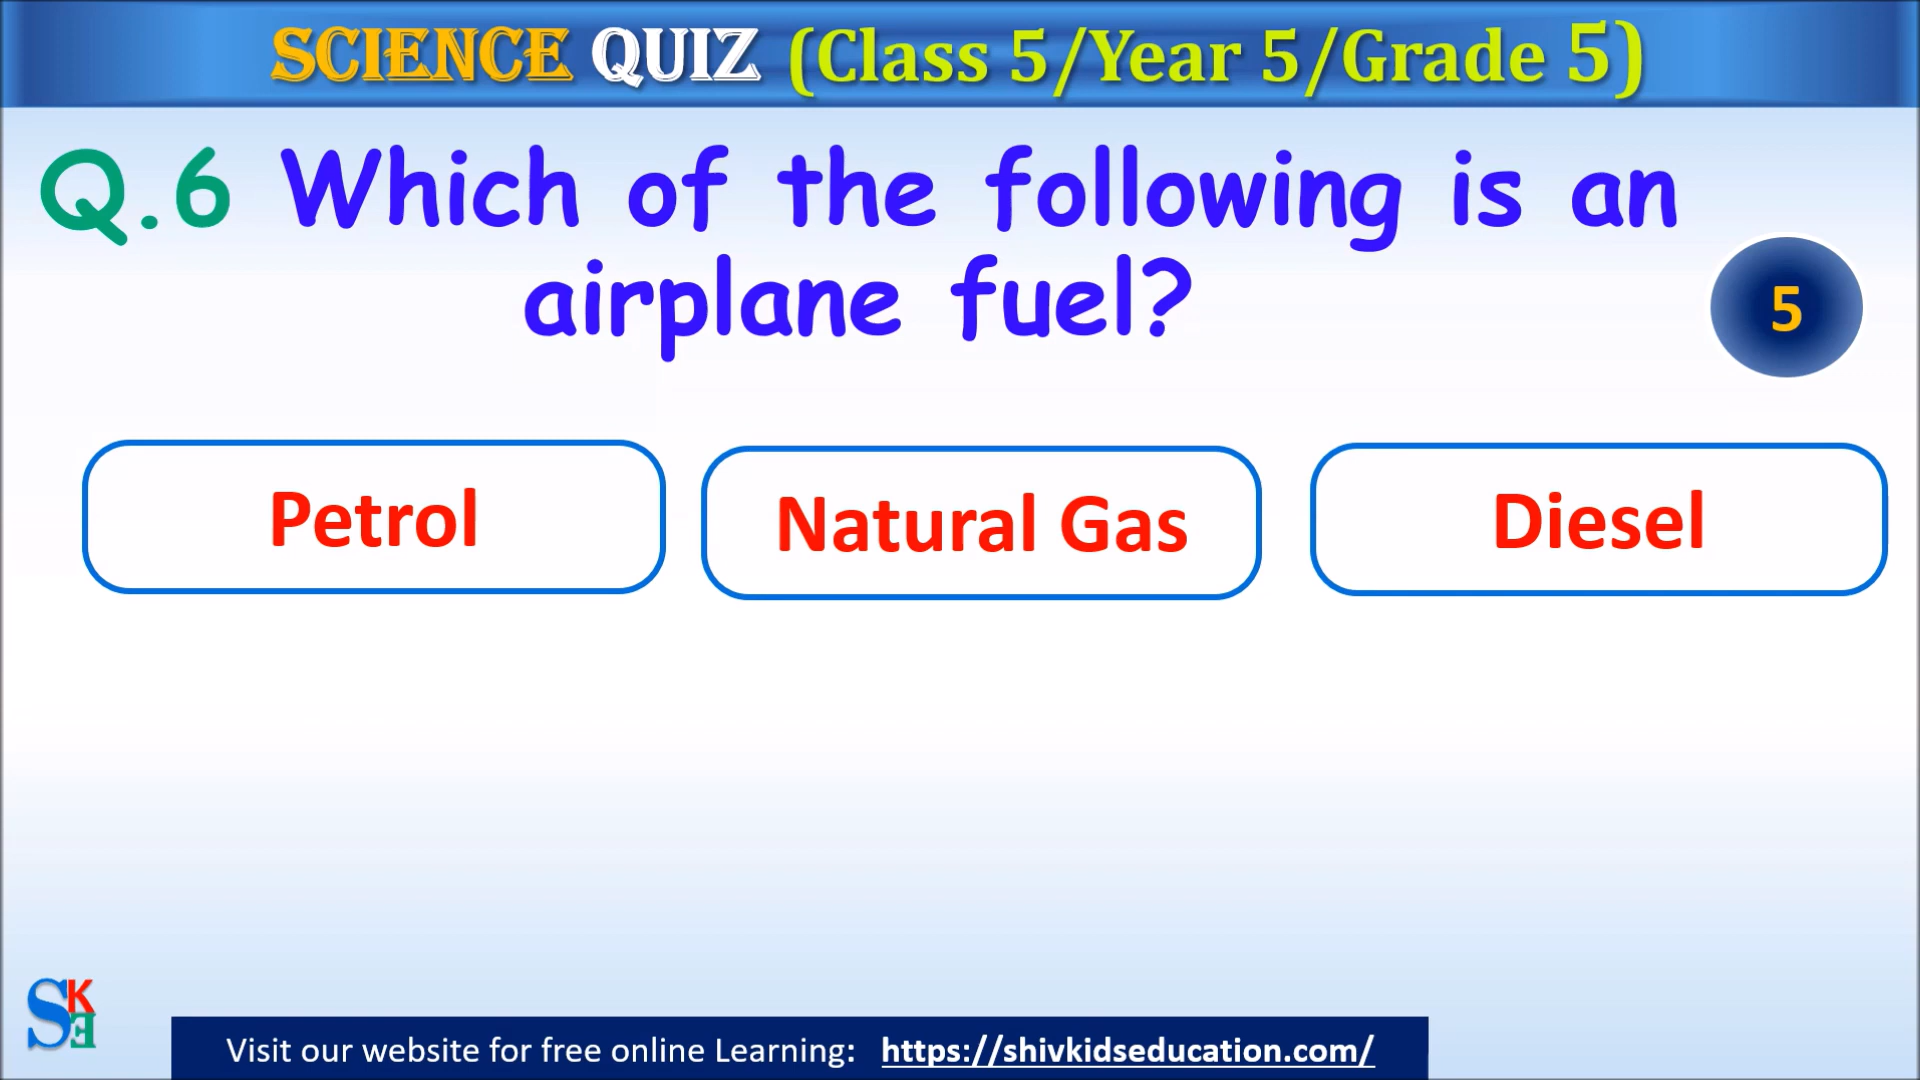 SCIENCE QUIZ (Class 5/Year 5/Grade 5)
Q.6 Which of the following is an
airplane fuel?
5
Petrol
Natural Gas
Diesel
SKE
Visit our website for free online Learning: https://shivkidseducation.com/